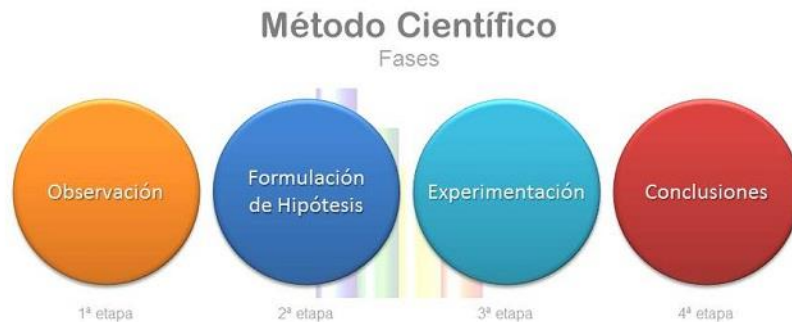 Método Científico
Fases
Observación
Formulación
de Hipótesis
Experimentación
Conclusiones
1ª etapa
2ª etapa
3ª etapa
4ª etapa